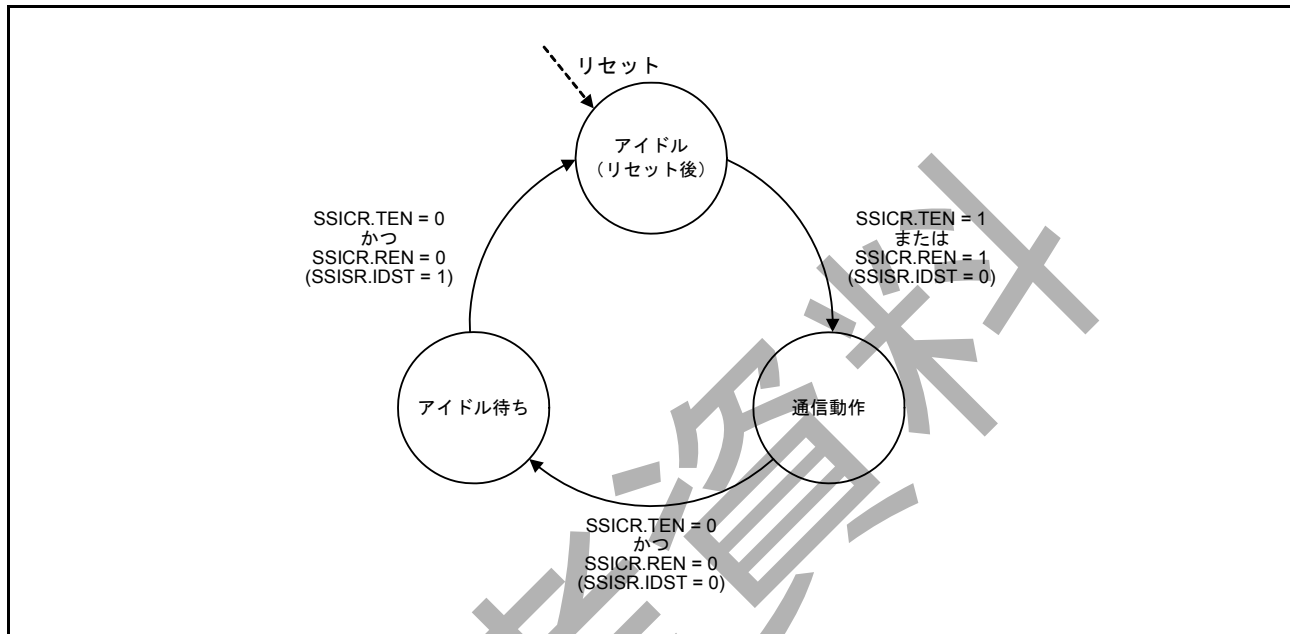 リセット
アイドル
（リセット後）
SSICR.TEN = 0
かつ
SSICR.REN = 0
(SSISR.IDST = 1)
SSICR.TEN = 1
または
SSICR.REN = 1
(SSISR.IDST = 0)
アイドル待ち
通信動作
SSICR.TEN = 0
かつ
SSICR.REN = 0
(SSISR.IDST = 0)
資料